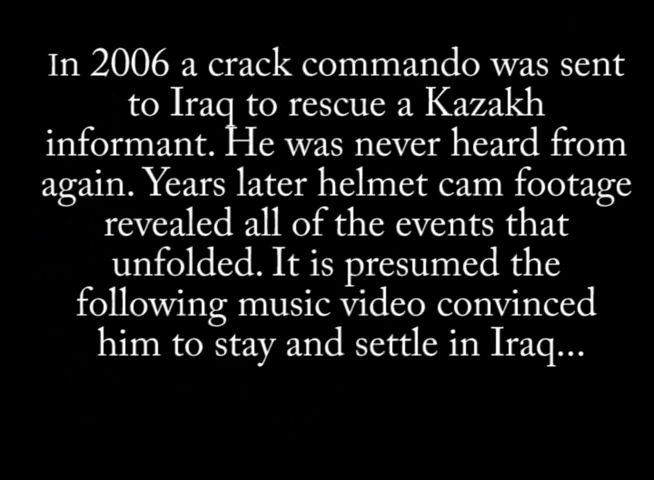 In 2006 a crack commando was sent
to Iraq to rescue a Kazakh
informant. He was never heard from
again. Years later helmet cam footage
revealed all of the events that
unfolded. It is presumed the
following music video convinced
him to stay and settle in Iraq...